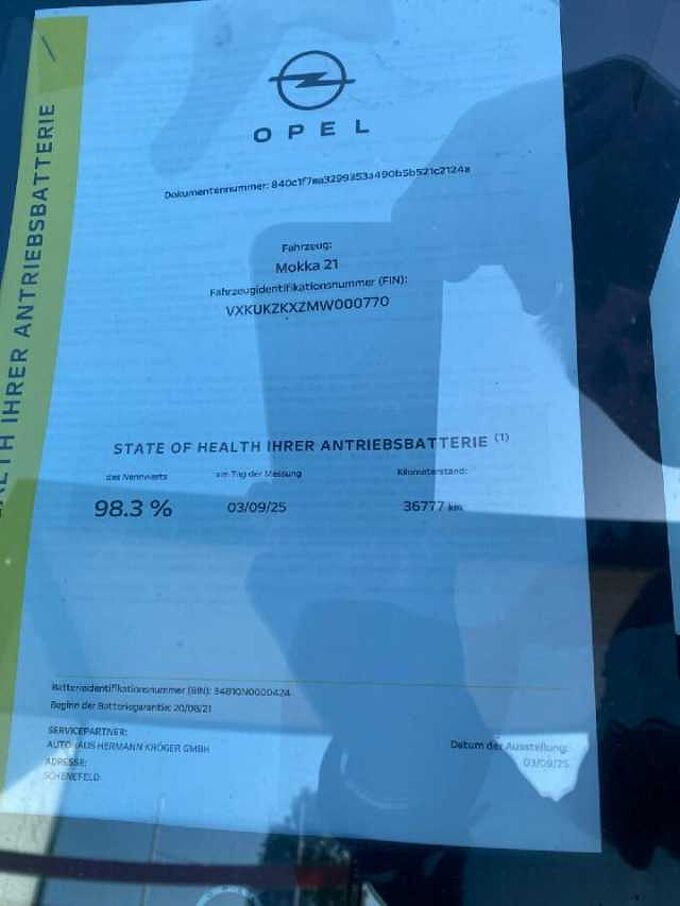 OPEL
Dokumentennummer: 840c1f7ea3299353a490b5b521c2124a
Fahrzeug:
Mokka 21
Fahrzeugidentifikationsnummer (FIN):
VXKUKZKXZMW000770
STATE OF HEALTH IHRER ANTRIEBSBATTERIE (1)
des Nennwerts am Tag der Messung Kilometerstand:
98.3 % 03/09/25 36777 km
Batterieidentifikationsnummer (BIN): 34810N0000424
Beginn der Batteriegarantie: 20/08/21
SERVICEPARTNER:
AUTOHAUS HERMANN KRÖGER GMBH
ADRESSE:
SCHENEFELD
Datum der Ausstellung:
03/09/25
IHRER ANTRIEBSBATTERIE